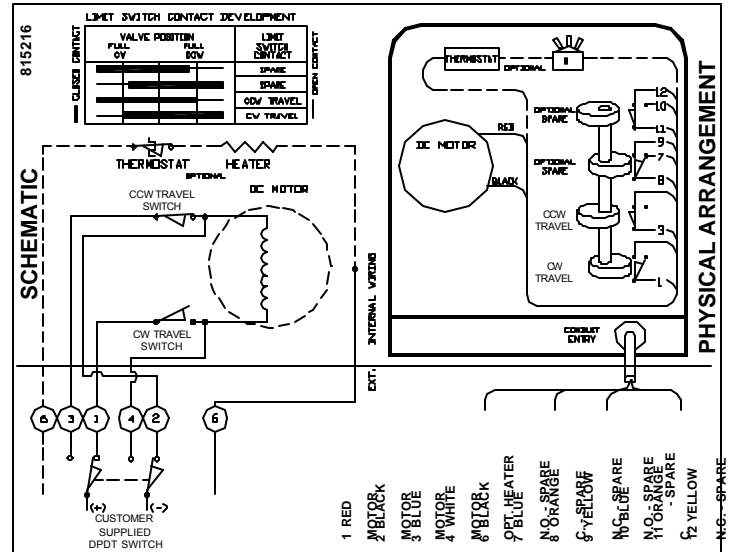 815216
LIMIT SWITCH CONTACT DEVELOPMENT
CLOSED CONTACT
VALVE POSITION
FULL CW
FULL CCW
LIMIT SWITCH CONTACT
SPARE
SPARE
CCW TRAVEL
CW TRAVEL
OPEN CONTACT
SCHEMATIC
THERMOSTAT
HEATER
OPTIONAL
DC MOTOR
CCW TRAVEL
SWITCH
CW TRAVEL
SWITCH
INTERNAL WIRING
EXT.
3
4
2
6
(+)
(-)
CUSTOMER
SUPPLIED
DPDT SWITCH
PHYSICAL ARRANGEMENT
THERMOSTAT
OPTIONAL
H
DC MOTOR
RED
BLACK
OPTIONAL
SPARE
OPTIONAL
SPARE
CCW
TRAVEL
CW
TRAVEL
12
10
11
9
7
8
3
1
CONDUIT
ENTRY
1 RED
MOTOR
2 BLACK
MOTOR
3 BLUE
MOTOR
4 WHITE
MOTOR
6 BLACK
OPT. HEATER
7 BLUE
N.O. - SPARE
8 ORANGE
C. - SPARE
9 YELLOW
N.C. - SPARE
10 BLUE
N.O. - SPARE
11 ORANGE
C. - SPARE
12 YELLOW
N.C. - SPARE